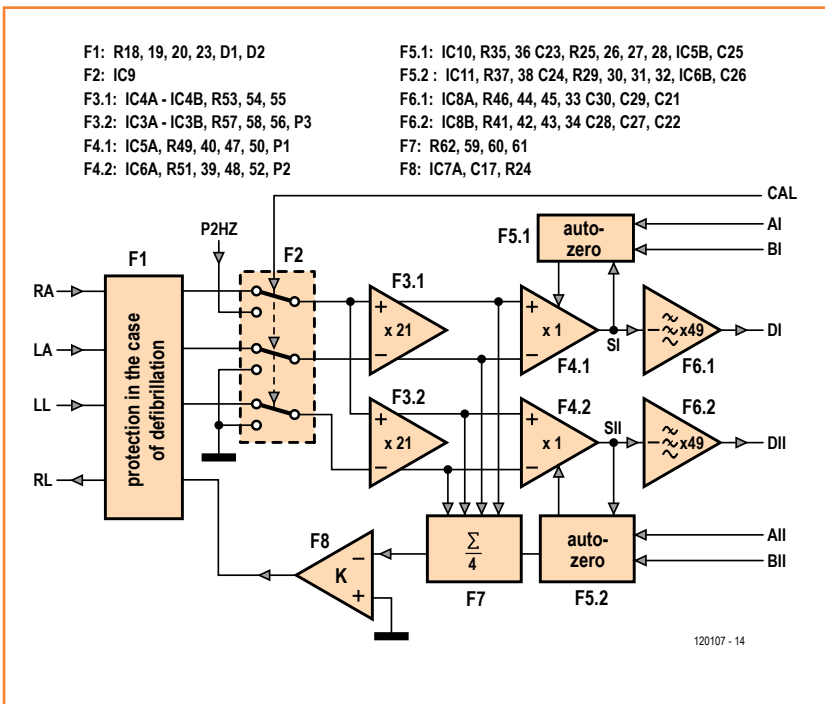 F1: R18, 19, 20, 23, D1, D2
F2: IC9
F3.1: IC4A - IC4B, R53, 54, 55
F3.2: IC3A - IC3B, R57, 58, 56, P3
F4.1: IC5A, R49, 40, 47, 50, P1
F4.2: IC6A, R51, 39, 48, 52, P2
F5.1: IC10, R35, 36 C23, R25, 26, 27, 28, IC5B, C25
F5.2 : IC11, R37, 38 C24, R29, 30, 31, 32, IC6B, C26
F6.1: IC8A, R46, 44, 45, 33 C30, C29, C21
F6.2: IC8B, R41, 42, 43, 34 C28, C27, C22
F7: R62, 59, 60, 61
F8: IC7A, C17, R24
CAL
P2HZ
F5.1
auto-
zero
AI
BI
F1
F2
F3.1
RA
LA
LL
RL
protection in the case
of defibrillation
+
x 21
−
+
x 1
−
F4.1
SI
− x49
F6.1
DI
F3.2
+
x 21
−
F4.2
+
x 1
−
SII
− x49
F6.2
DII
F8
−
K
+
Σ
4
F7
auto-
zero
F5.2
AII
BII
120107 - 14